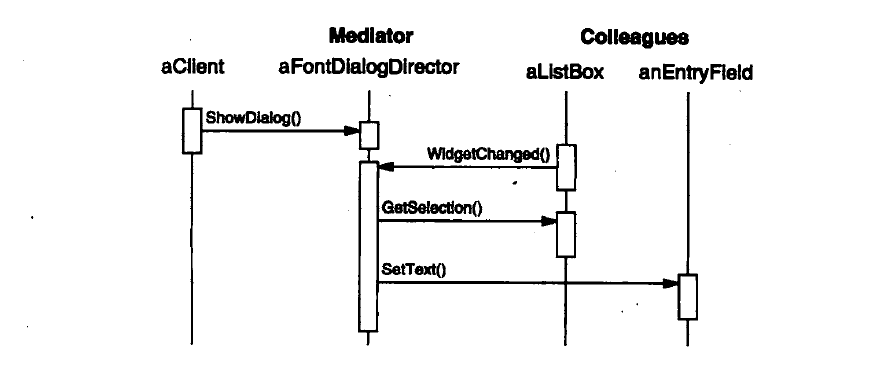 Mediator Colleagues
aClient aFontDialogDirector aListBox anEntryField
ShowDialog()
WidgetChanged()
GetSelection()
SetText()